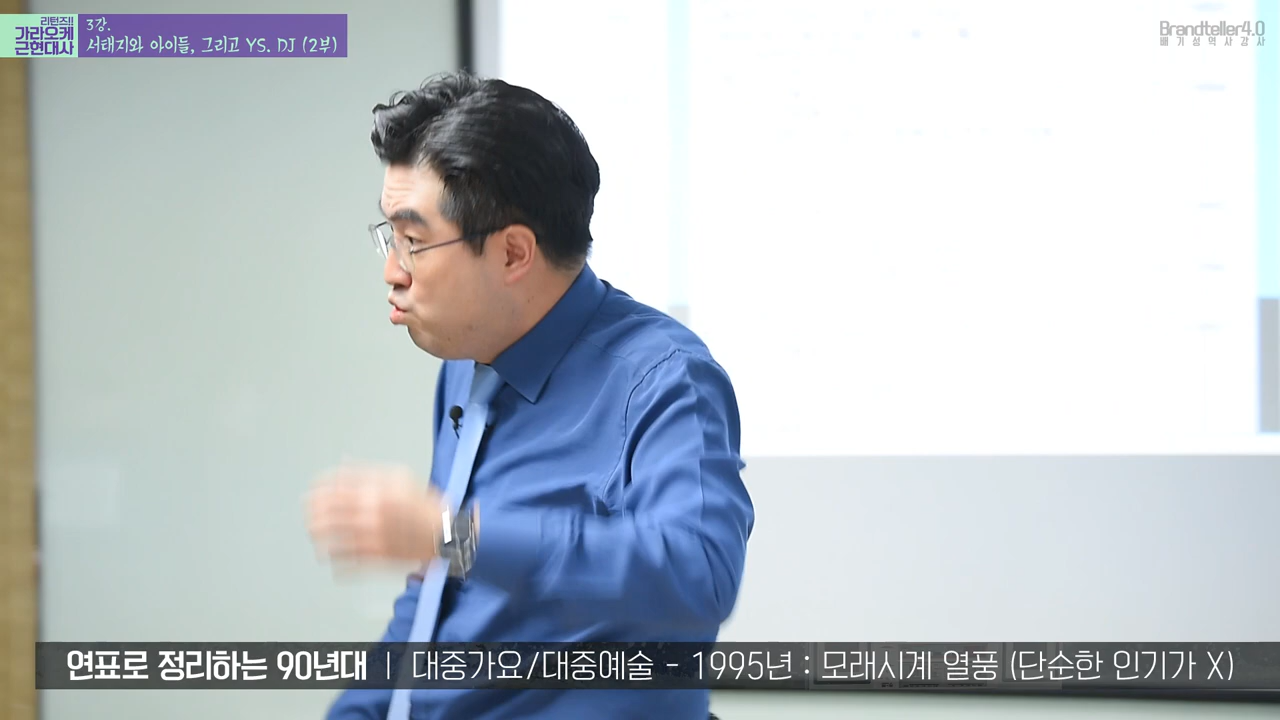 리턴즈!!
가라오케
근현대사
3강.
서태지와 아이들, 그리고 YS. DJ (2부)
Brandteller4.0
배기성역사강사
연표로 정리하는 90년대 | 대중가요/대중예술 - 1995년 : 모래시계 열풍 (단순한 인기가 X)